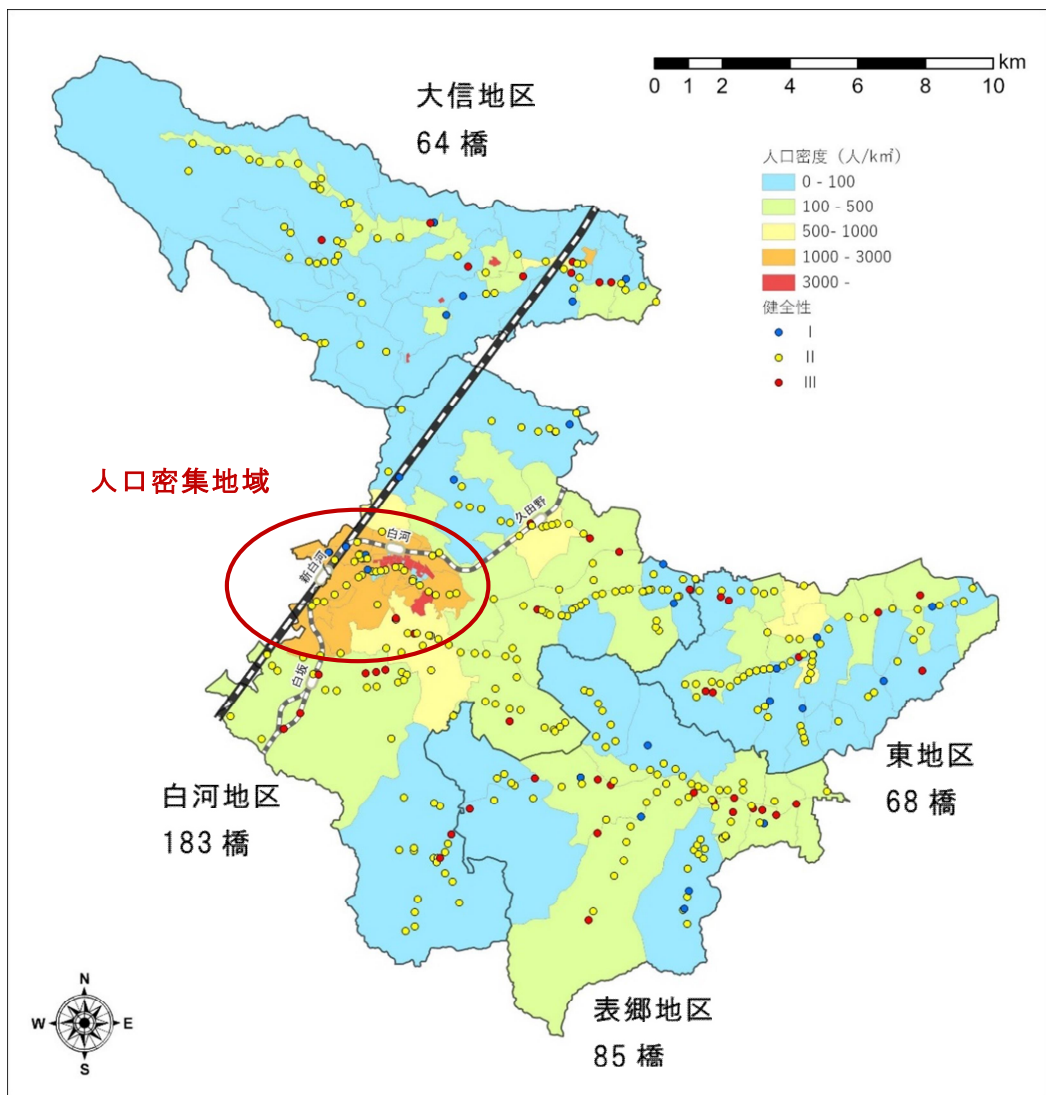 大信地区
64 橋
km
0 1 2 4 6 8 10
人口密度（人/k㎡）
0 - 100
100 - 500
500- 1000
1000 - 3000
3000 -
健全性
I
II
III
人口密集地域
久田野
白河
新白河
白坂
白河地区
183 橋
東地区
68 橋
表郷地区
85 橋
N
W E
S